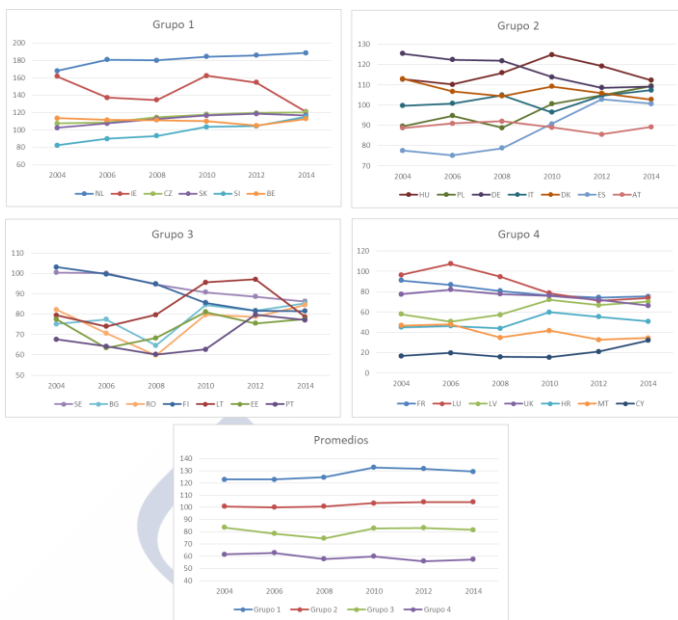 Grupo 1
200
180
160
140
120
100
80
60
2004 2006 2008 2010 2012 2014
NL IE CZ SK SI BE
Grupo 2
130
120
110
100
90
80
70
2004 2006 2008 2010 2012 2014
HU PL DE IT DK ES AT
Grupo 3
110
100
90
80
70
60
50
2004 2006 2008 2010 2012 2014
SE BG RO FI LT EE PT
Grupo 4
120
100
80
60
40
20
0
2004 2006 2008 2010 2012 2014
FR LU LV UK HR MT CY
Promedios
140
130
120
110
100
90
80
70
60
50
40
2004 2006 2008 2010 2012 2014
Grupo 1 Grupo 2 Grupo 3 Grupo 4